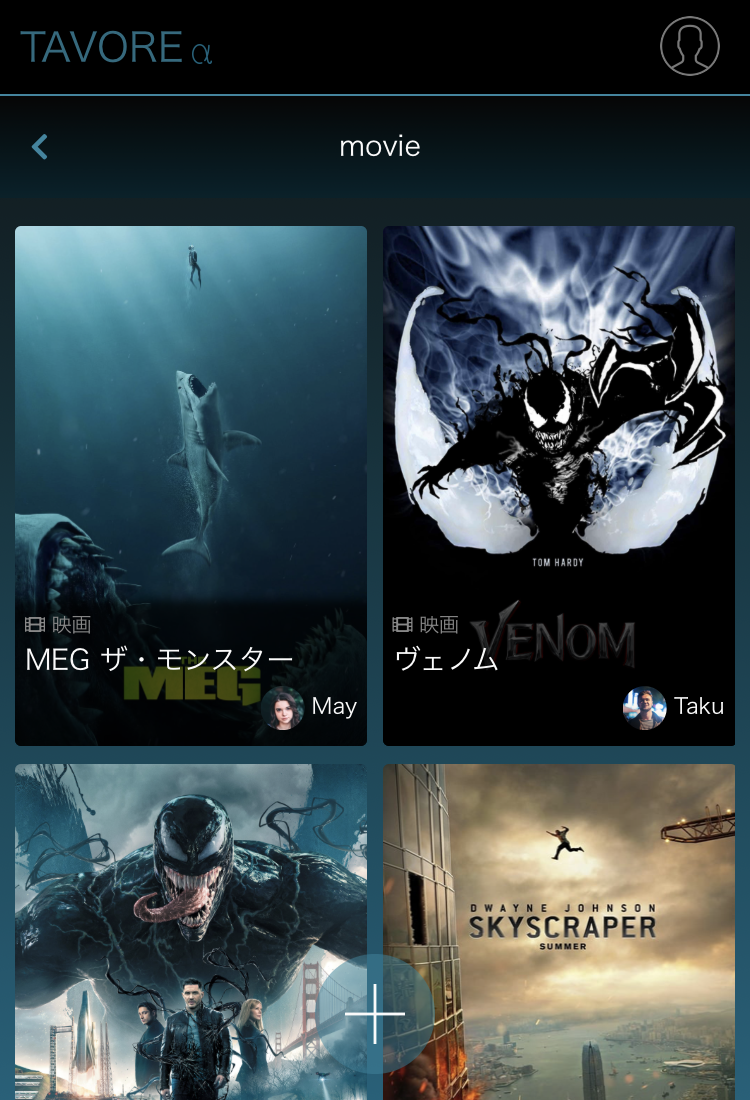 TAVORE α
movie
映画
MEG ザ・モンスター
THE
MEG
May
TOM HARDY
映画
VENOM
ヴェノム
Taku
DWAYNE JOHNSON
SKYSCRAPER
SUMMER